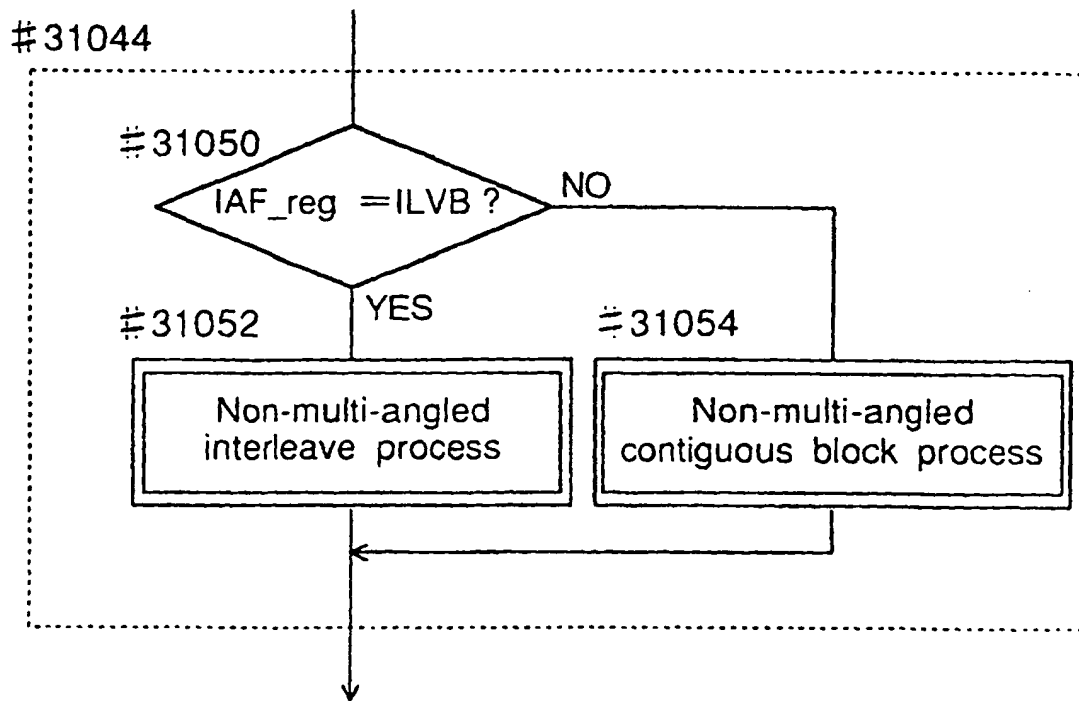 #31044
#31050
IAF_reg =ILVB ?
NO
YES
#31052
#31054
Non-multi-angled
interleave process
Non-multi-angled
contiguous block process